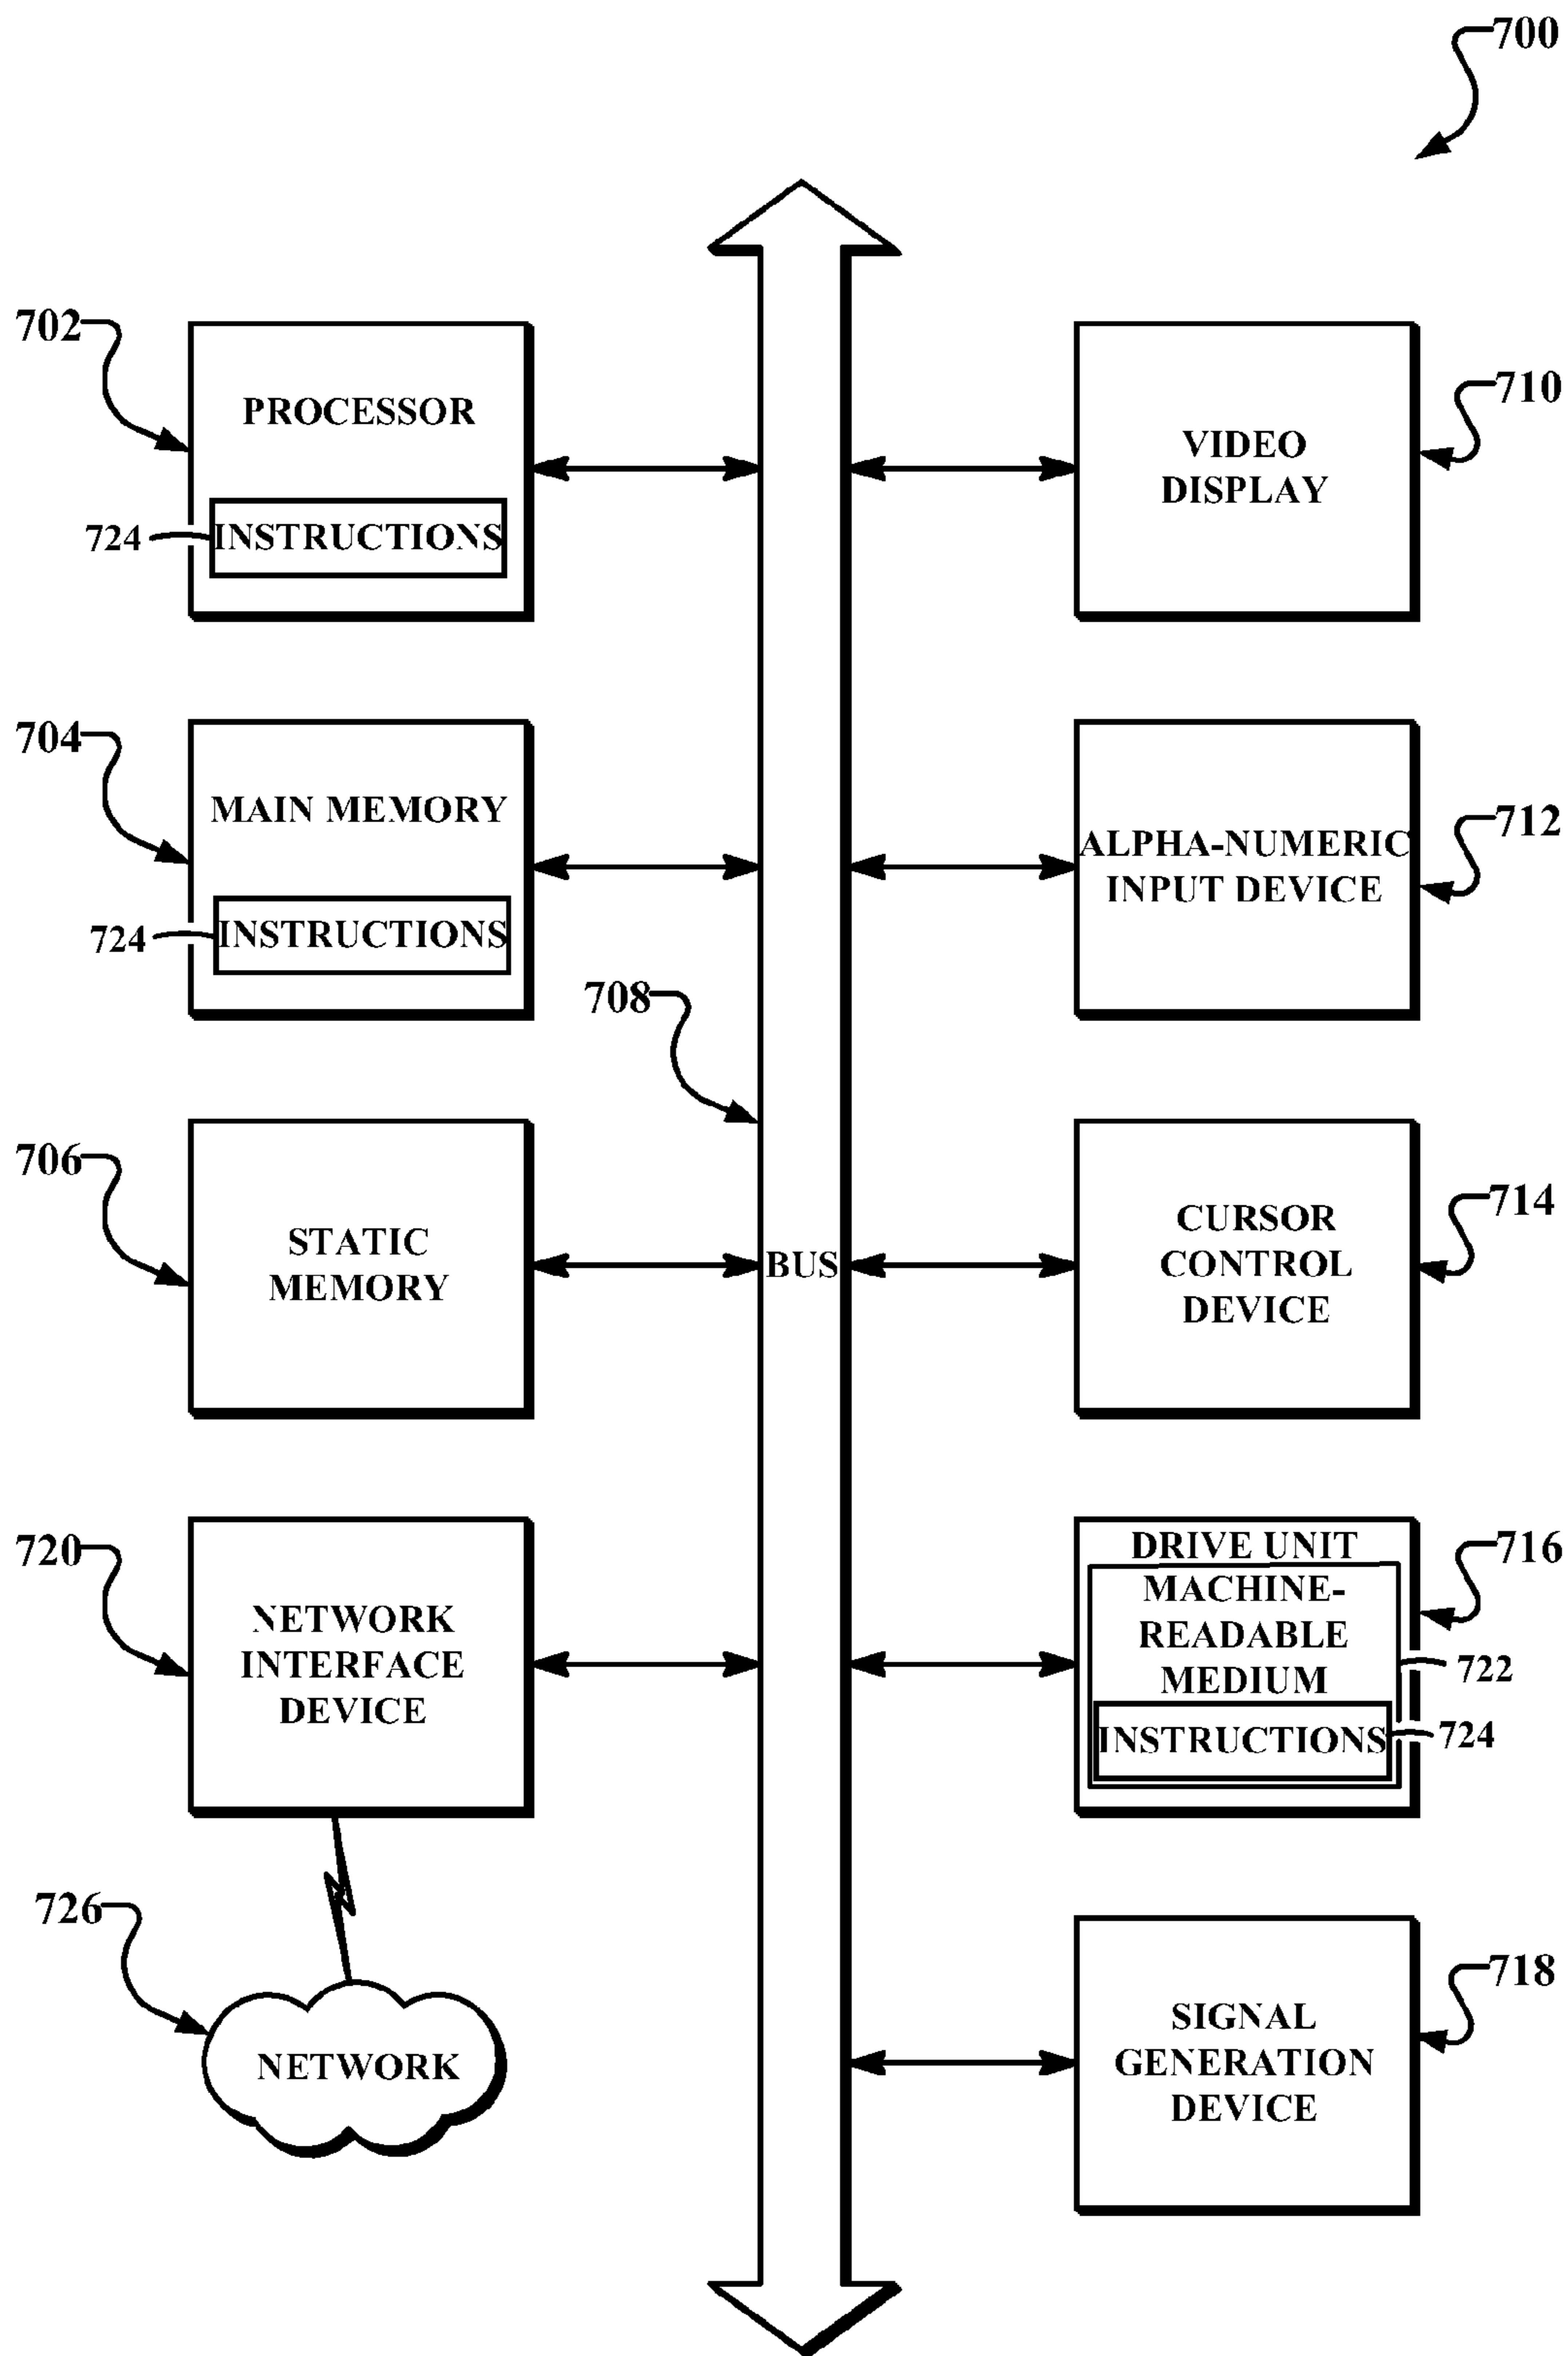 700
702
PROCESSOR
724
INSTRUCTIONS
710
VIDEO
DISPLAY
704
MAIN MEMORY
724
INSTRUCTIONS
712
ALPHA-NUMERIC
INPUT DEVICE
708
706
STATIC
MEMORY
BUS
714
CURSOR
CONTROL
DEVICE
720
NETWORK
INTERFACE
DEVICE
716
DRIVE UNIT
MACHINE-
READABLE
MEDIUM
722
INSTRUCTIONS
724
726
NETWORK
718
SIGNAL
GENERATION
DEVICE